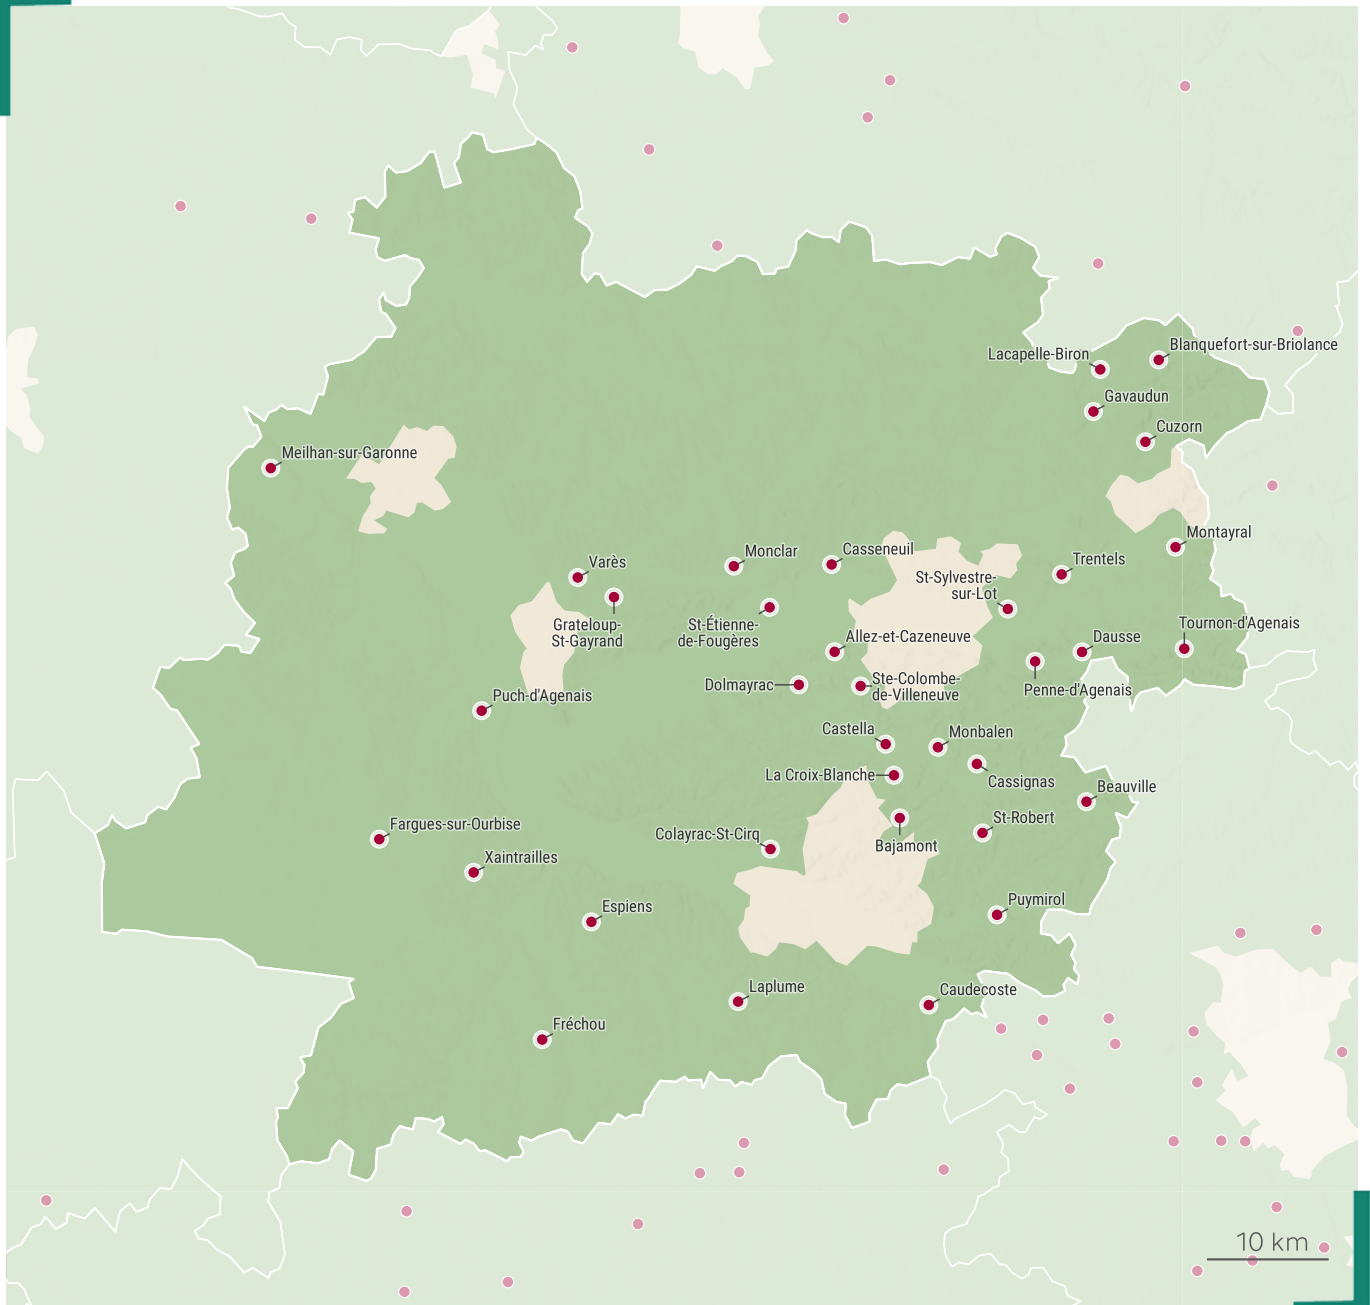 Blanquefort-sur-Briolance
Lacapelle-Biron
Gavaudun
Cuzorn
Meilhan-sur-Garonne
Montayral
Monclar
Casseneuil
Trentels
Varès
St-Sylvestre-
sur-Lot
Grateloup-
St-Gayrand
St-Étienne-
de-Fougères
Allez-et-Cazeneuve
Dausse
Tournon-d'Agenais
Dolmayrac
Ste-Colombe-
de-Villeneuve
Penne-d'Agenais
Puch-d'Agenais
Castella
Monbalen
La Croix-Blanche
Cassignas
Beauville
Fargues-sur-Ourbise
Colayrac-St-Cirq
St-Robert
Bajamont
Xaintrailles
Espiens
Puymirol
Laplume
Caudecoste
Fréchou
10 km